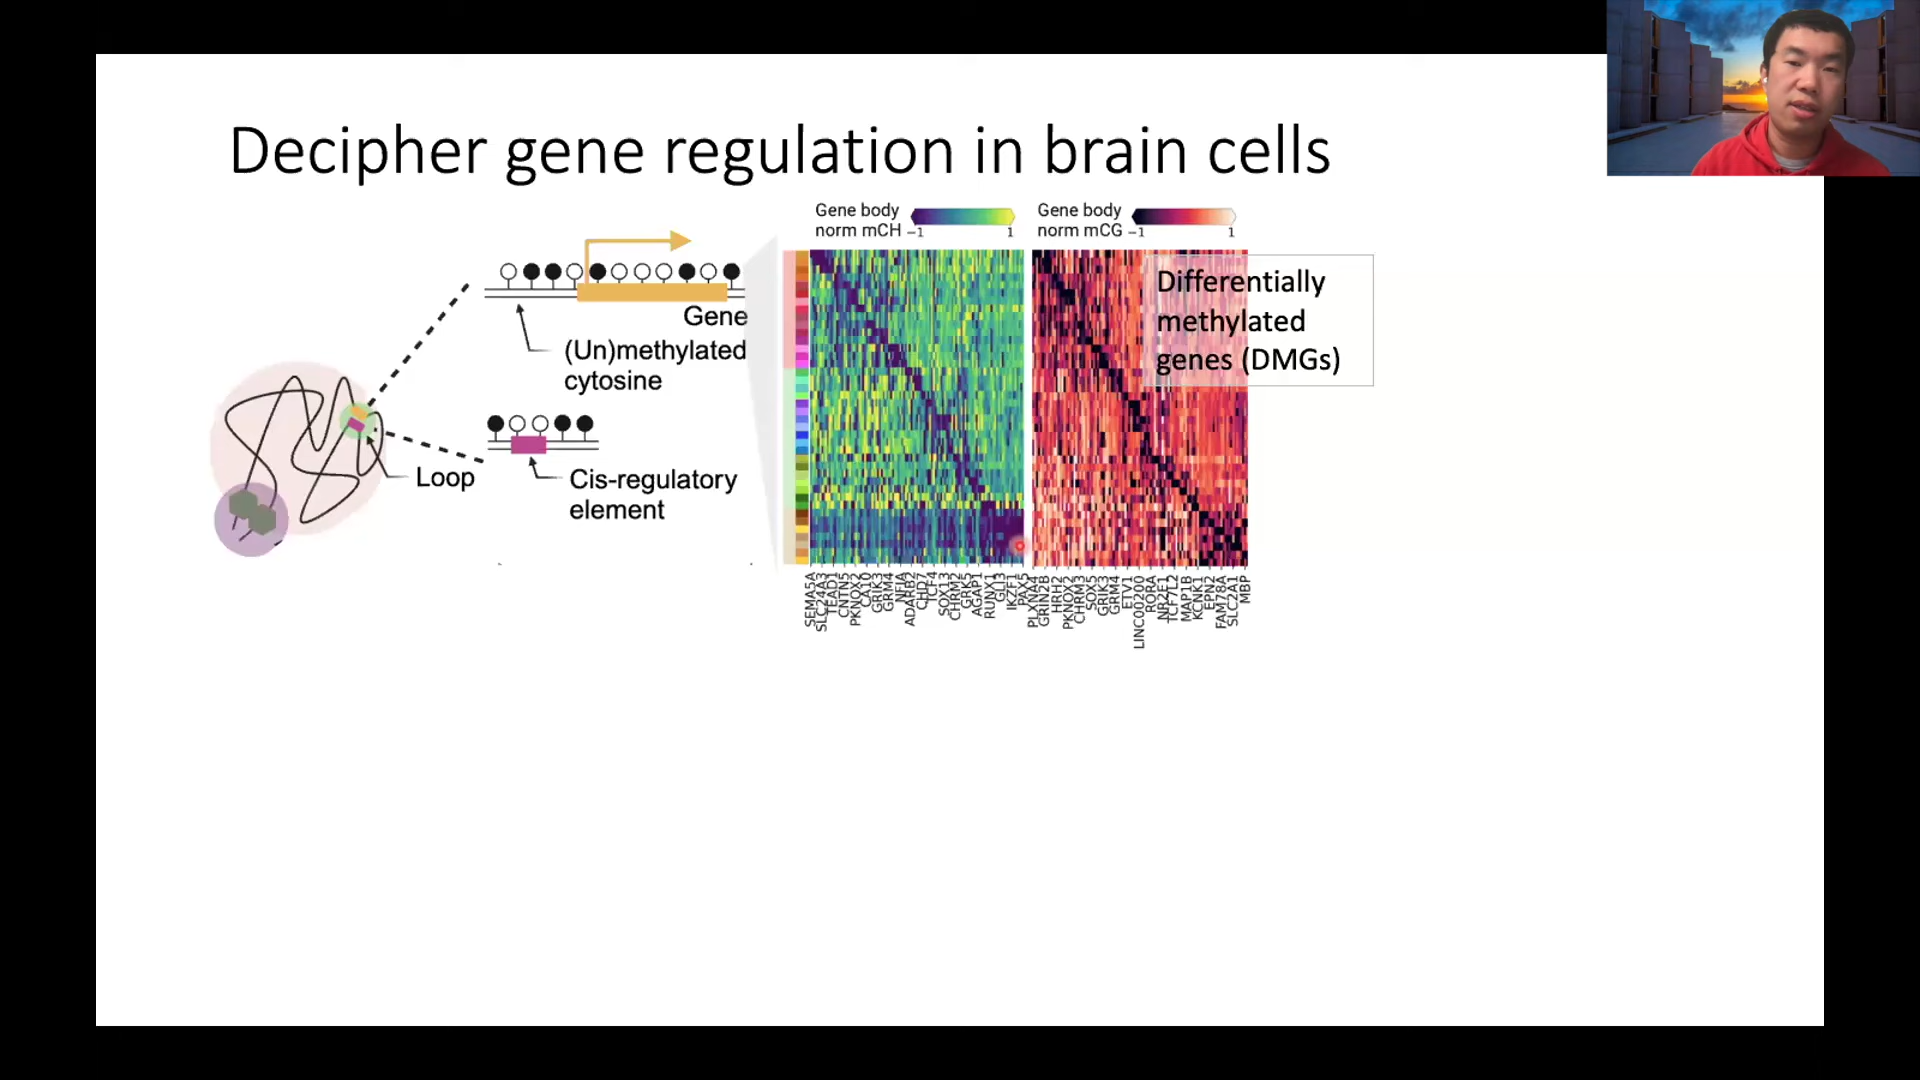 Decipher gene regulation in brain cells
Gene
(Un)methylated
cytosine
Loop
Cis-regulatory
element
Gene body
norm mCH
−1
1
Gene body
norm mCG
−1
1
Differentially
methylated
genes (DMGs)
SEMA5A
SLC24A3
TEAD1
CNTN5
PKNOX2
CA10
GRIK3
GRM4
NFIA
ADARB2
CHD7
TCF4
SOX13
CHRM2
GRK5
AGAP1
RUNX1
GLI3
IKZF1
PAX5
PLXNA4
GRIN2B
HRH2
PKNOX2
CHRM3
SOX5
GRIK3
GRM4
ETV1
LINC00200
RORA
NR2F1
TCF7L2
MAP1B
KCNK1
EPN2
FAM78A
SLC2A1
MBP